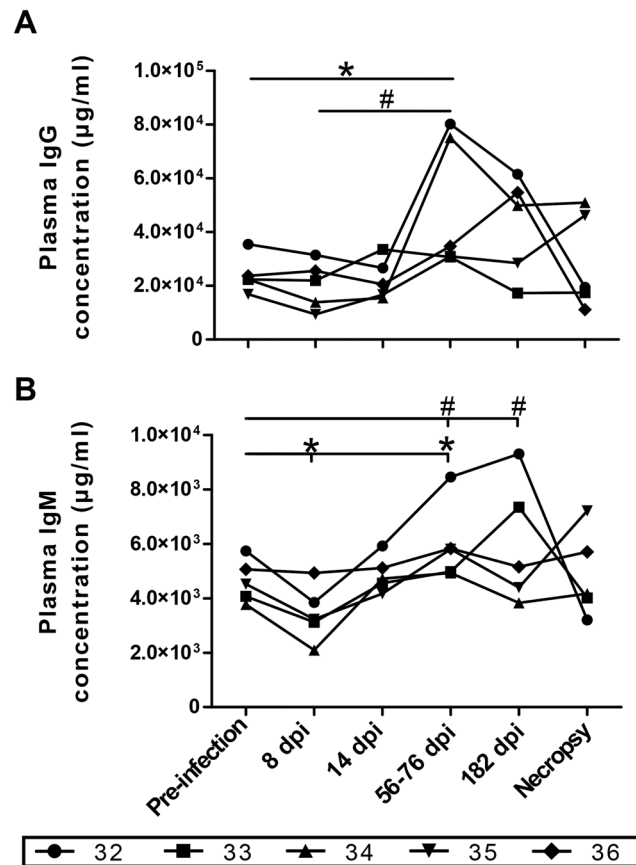 A
Plasma IgG
concentration (µg/ml)
1.0×10⁵
8.0×10⁴
6.0×10⁴
4.0×10⁴
2.0×10⁴
0
*
#
B
Plasma IgM
concentration (µg/ml)
1.0×10⁴
8.0×10³
6.0×10³
4.0×10³
2.0×10³
0
# #
* *
Pre-infection
8 dpi
14 dpi
56-76 dpi
182 dpi
Necropsy
32 33 34 35 36